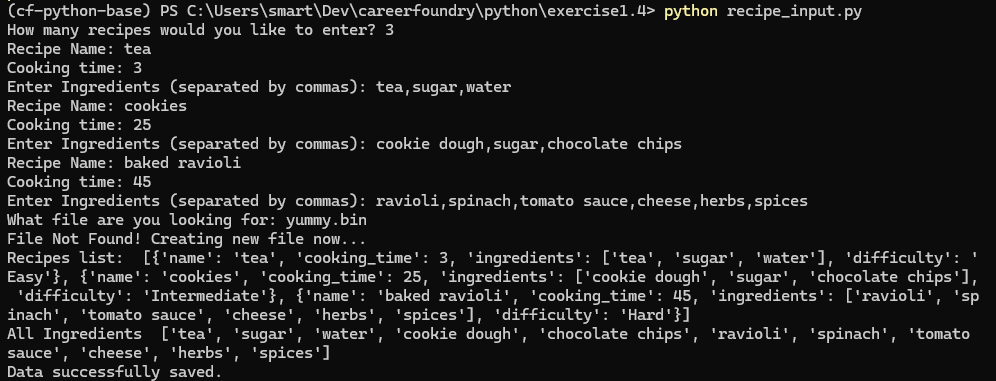 (cf-python-base) PS C:\Users\smart\Dev\careerfoundry\python\exercise1.4> python recipe_input.py
How many recipes would you like to enter? 3
Recipe Name: tea
Cooking time: 3
Enter Ingredients (separated by commas): tea,sugar,water
Recipe Name: cookies
Cooking time: 25
Enter Ingredients (separated by commas): cookie dough,sugar,chocolate chips
Recipe Name: baked ravioli
Cooking time: 45
Enter Ingredients (separated by commas): ravioli,spinach,tomato sauce,cheese,herbs,spices
What file are you looking for: yummy.bin
File Not Found! Creating new file now...
Recipes list:  [{'name': 'tea', 'cooking_time': 3, 'ingredients': ['tea', 'sugar', 'water'], 'difficulty': '
Easy'}, {'name': 'cookies', 'cooking_time': 25, 'ingredients': ['cookie dough', 'sugar', 'chocolate chips'],
 'difficulty': 'Intermediate'}, {'name': 'baked ravioli', 'cooking_time': 45, 'ingredients': ['ravioli', 'sp
inach', 'tomato sauce', 'cheese', 'herbs', 'spices'], 'difficulty': 'Hard'}]
All Ingredients  ['tea', 'sugar', 'water', 'cookie dough', 'chocolate chips', 'ravioli', 'spinach', 'tomato
sauce', 'cheese', 'herbs', 'spices']
Data successfully saved.